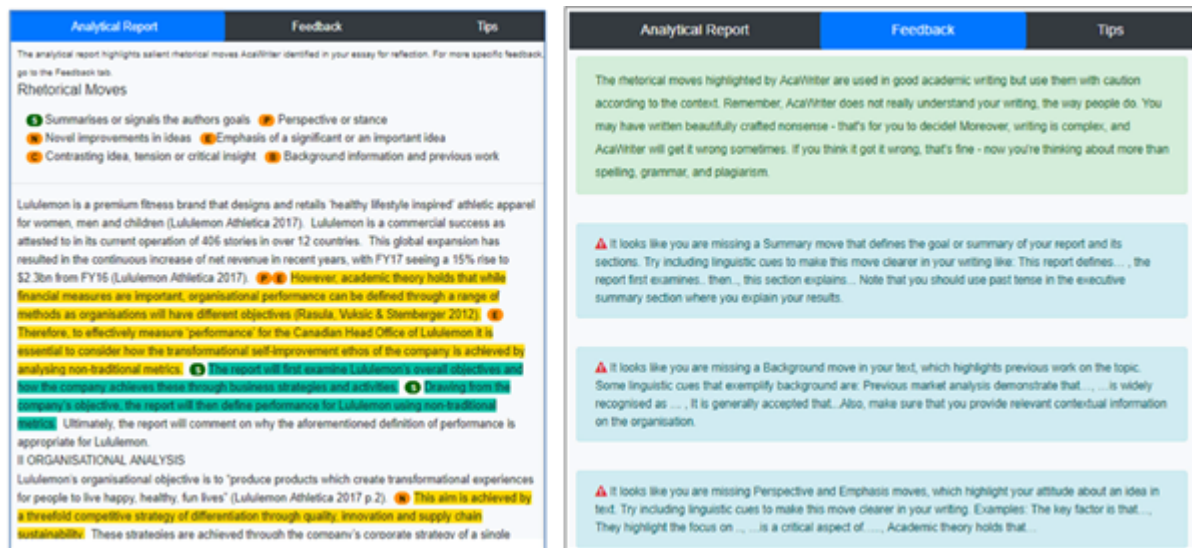 Analytical Report Feedback Tips
The analytical report highlights salient rhetorical moves AcaWriter identified in your essay for reflection. For more specific feedback,
go to the Feedback tab.
Rhetorical Moves
S Summarises or signals the authors goals P Perspective or stance
N Novel improvements in ideas E Emphasis of a significant or an important idea
C Contrasting idea, tension or critical insight B Background information and previous work
Lululemon is a premium fitness brand that designs and retails 'healthy lifestyle inspired' athletic apparel
for women, men and children (Lululemon Athletica 2017). Lululemon is a commercial success as
attested to in its current operation of 406 stories in over 12 countries. This global expansion has
resulted in the continuous increase of net revenue in recent years, with FY17 seeing a 15% rise to
$2.3bn from FY16 (Lululemon Athletica 2017). P E However, academic theory holds that while
financial measures are important, organisational performance can be defined through a range of
methods as organisations will have different objectives (Rasula, Vuksic & Stemberger 2012). E
Therefore, to effectively measure 'performance' for the Canadian Head Office of Lululemon it is
essential to consider how the transformational self-improvement ethos of the company is achieved by
analysing non-traditional metrics. S The report will first examine Lululemon's overall objectives and
how the company achieves these through business strategies and activities. S Drawing from the
company's objective, the report will then define performance for Lululemon using non-traditional
metrics. Ultimately, the report will comment on why the aforementioned definition of performance is
appropriate for Lululemon.
II ORGANISATIONAL ANALYSIS
Lululemon's organisational objective is to "produce products which create transformational experiences
for people to live happy, healthy, fun lives" (Lululemon Athletica 2017 p.2). N This aim is achieved by
a threefold competitive strategy of differentiation through quality, innovation and supply chain
sustainability. These strategies are achieved through the company's corporate strategy of a single
Analytical Report Feedback Tips
The rhetorical moves highlighted by AcaWriter are used in good academic writing but use them with caution
according to the context. Remember, AcaWriter does not really understand your writing, the way people do. You
may have written beautifully crafted nonsense - that's for you to decide! Moreover, writing is complex, and
AcaWriter will get it wrong sometimes. If you think it got it wrong, that's fine - now you're thinking about more than
spelling, grammar, and plagiarism.
It looks like you are missing a Summary move that defines the goal or summary of your report and its
sections. Try including linguistic cues to make this move clearer in your writing like: This report defines... , the
report first examines.. then.., this section explains... Note that you should use past tense in the executive
summary section where you explain your results.
It looks like you are missing a Background move in your text, which highlights previous work on the topic.
Some linguistic cues that exemplify background are: Previous market analysis demonstrate that..., ....is widely
recognised as .... , It is generally accepted that...Also, make sure that you provide relevant contextual information
on the organisation.
It looks like you are missing Perspective and Emphasis moves, which highlight your attitude about an idea in
text. Try including linguistic cues to make this move clearer in your writing. Examples: The key factor is that...,
They highlight the focus on .., ....is a critical aspect of....., Academic theory holds that...